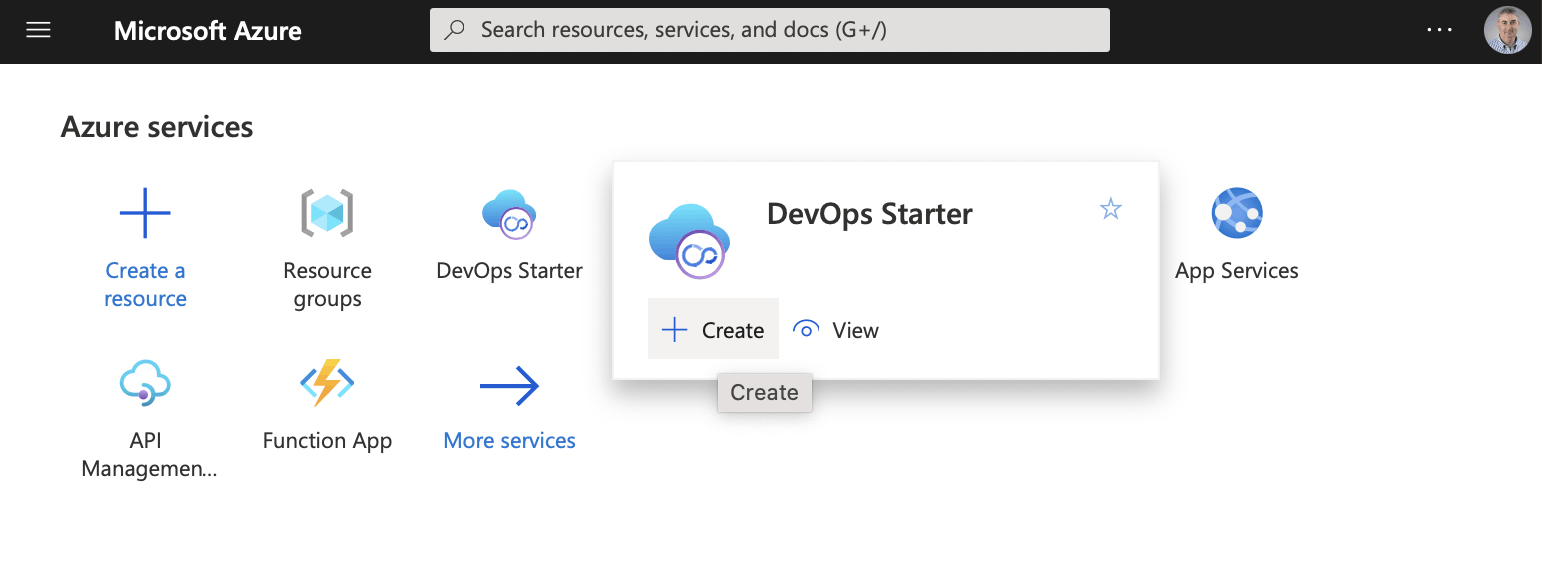 Microsoft Azure
Search resources, services, and docs (G+/)
Azure services
Create a
resource
Resource
groups
DevOps Starter
DevOps Starter
Create
View
Create
App Services
API
Managemen...
Function App
More services